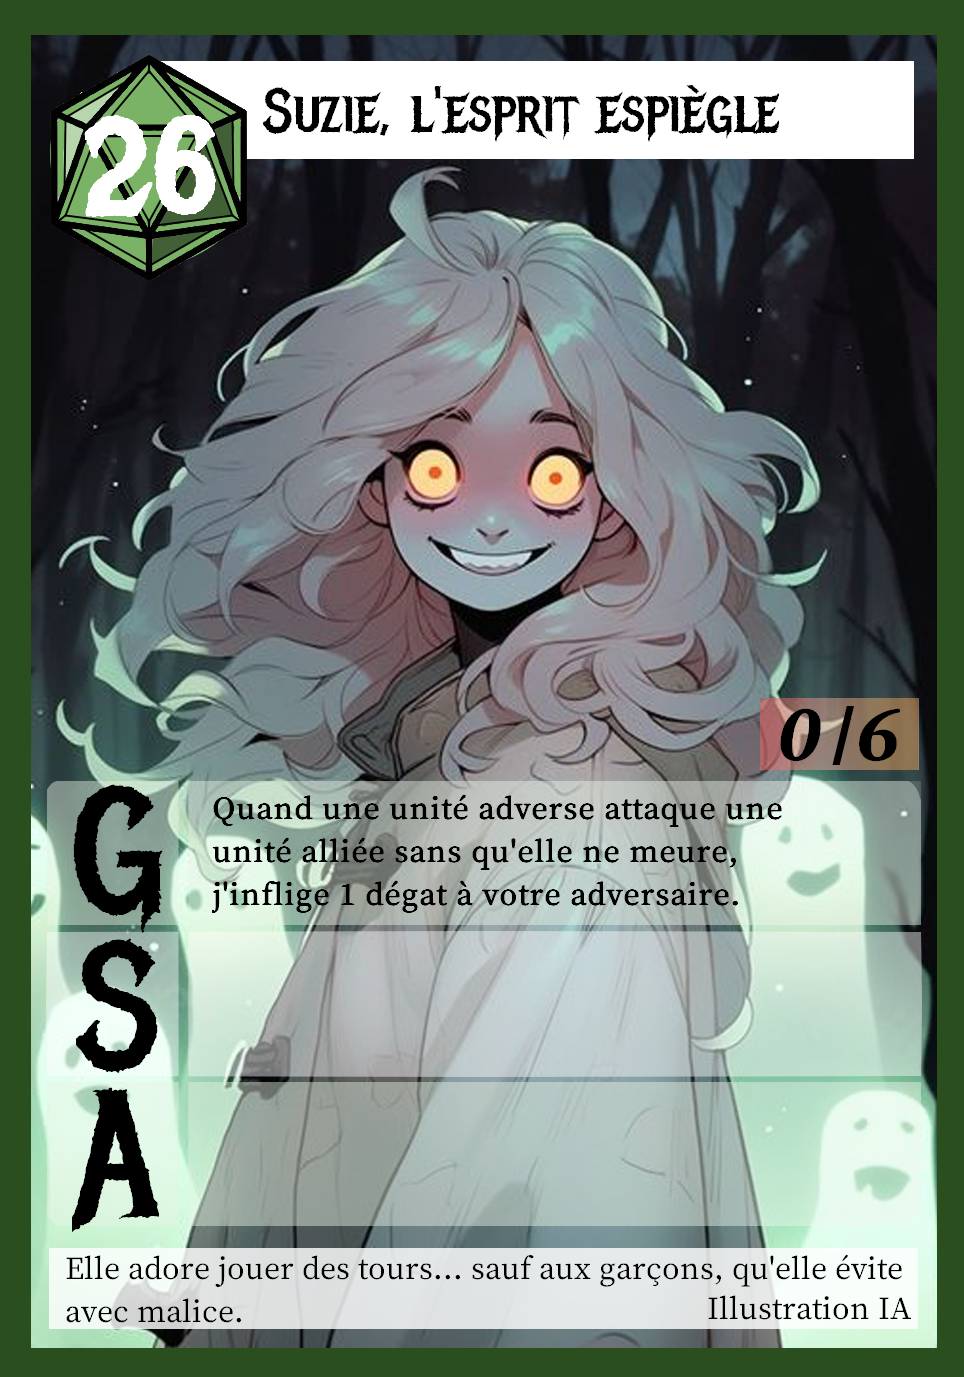 26
Suzie, l'esprit espiègle
0/6
G
Quand une unité adverse attaque une
unité alliée sans qu'elle ne meure,
j'inflige 1 dégat à votre adversaire.
S
A
Elle adore jouer des tours... sauf aux garçons, qu'elle évite
avec malice.
Illustration IA